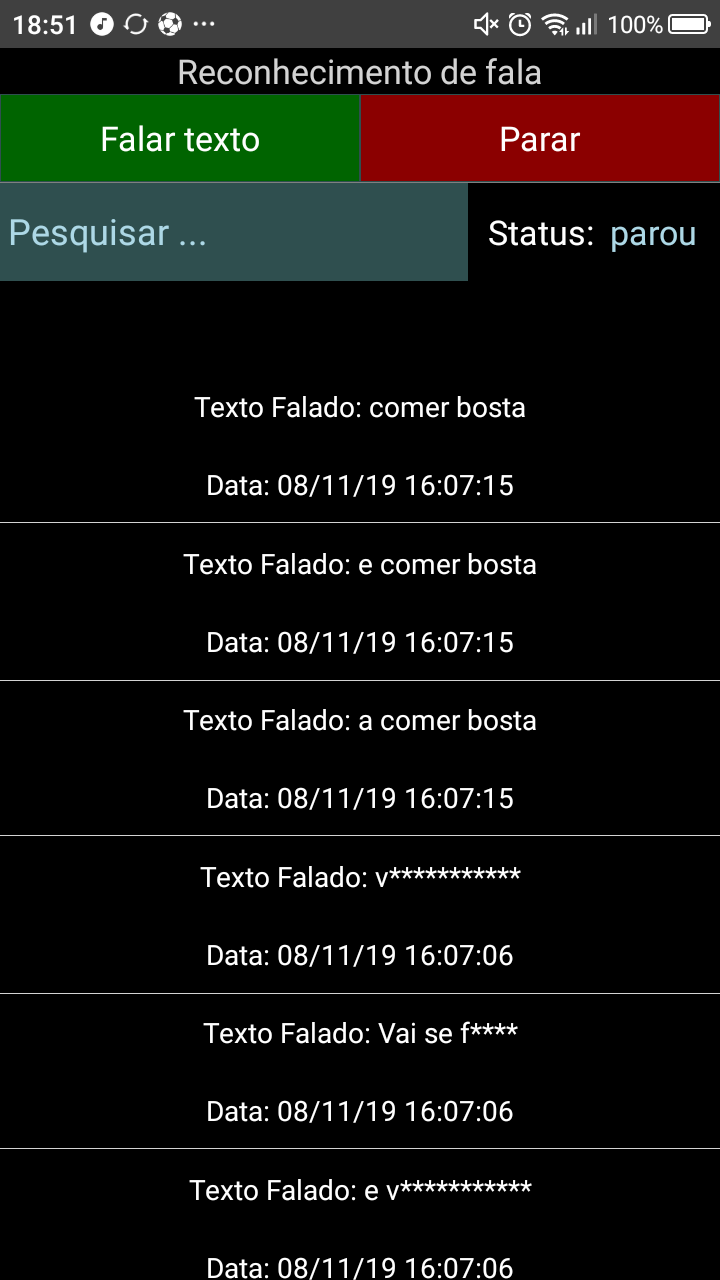 18:51 100%
Reconhecimento de fala
Falar texto Parar
Pesquisar ... Status: parou
Texto Falado: comer bosta
Data: 08/11/19 16:07:15
Texto Falado: e comer bosta
Data: 08/11/19 16:07:15
Texto Falado: a comer bosta
Data: 08/11/19 16:07:15
Texto Falado: v***********
Data: 08/11/19 16:07:06
Texto Falado: Vai se f****
Data: 08/11/19 16:07:06
Texto Falado: e v***********
Data: 08/11/19 16:07:06